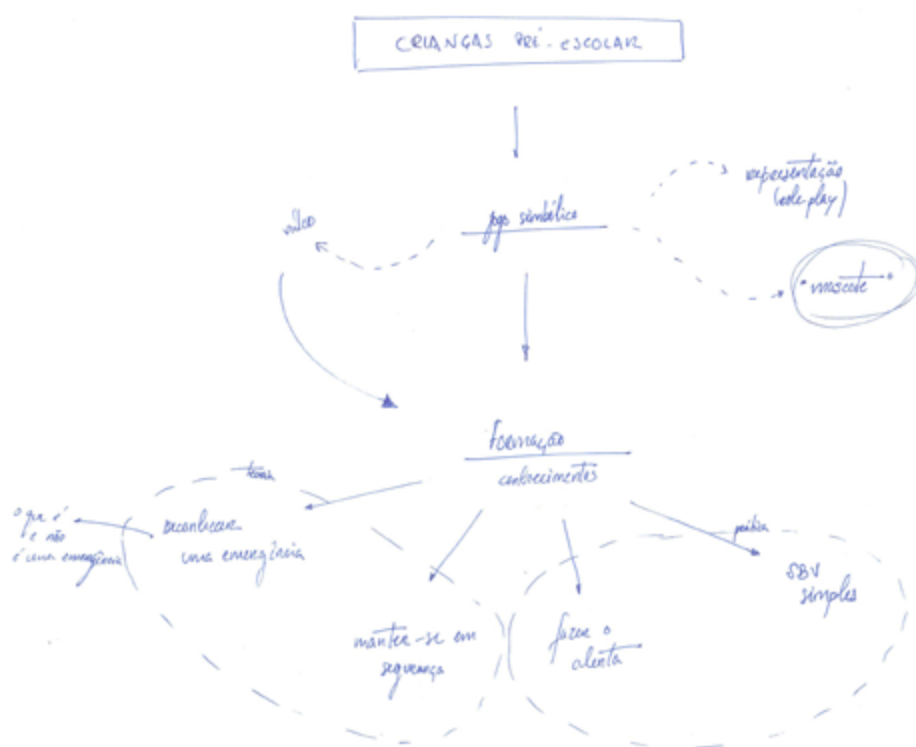 CRIANÇAS PRÉ-ESCOLAR
jogo simbólico
representação
(role-play)
mascote
Formação
conhecimentos
teoria
prática
o que é
e não
é uma emergência
reconhecer
uma emergência
manter-se em
segurança
fazer o
alerta
SBV
simples